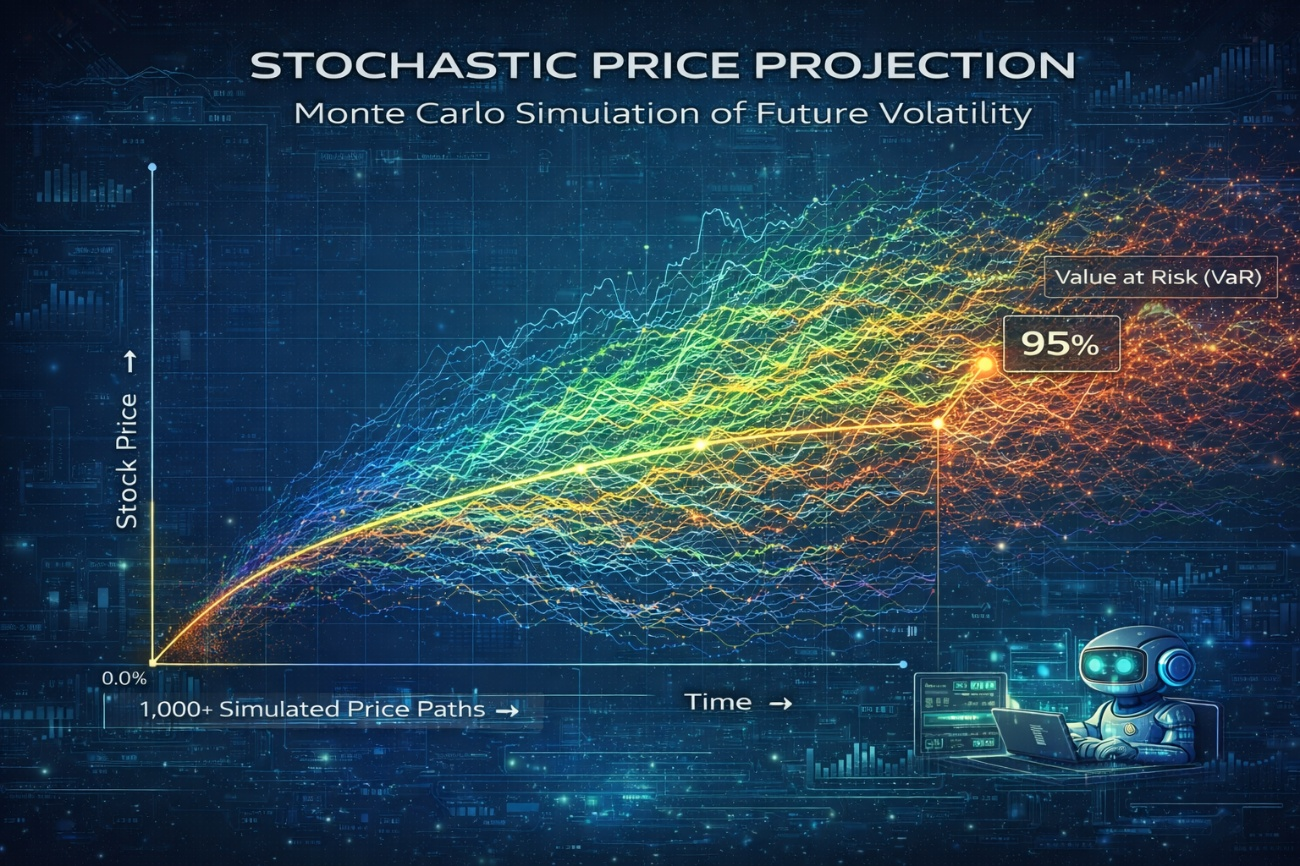 STOCHASTIC PRICE PROJECTION
Monte Carlo Simuiation of Future Volatility
Value at Risk (VaR)
95%
Stock Price →
0.0%
1,000+ Simulated Price Paths →
Time →